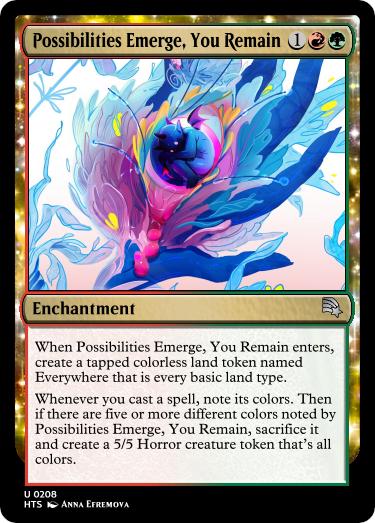 Possibilities Emerge, You Remain 1
Enchantment
When Possibilities Emerge, You Remain enters,
create a tapped colorless land token named
Everywhere that is every basic land type.
Whenever you cast a spell, note its colors. Then
if there are five or more different colors noted by
Possibilities Emerge, You Remain, sacrifice it
and create a 5/5 Horror creature token that's all
colors.
U 0208
HTS Anna Efremova